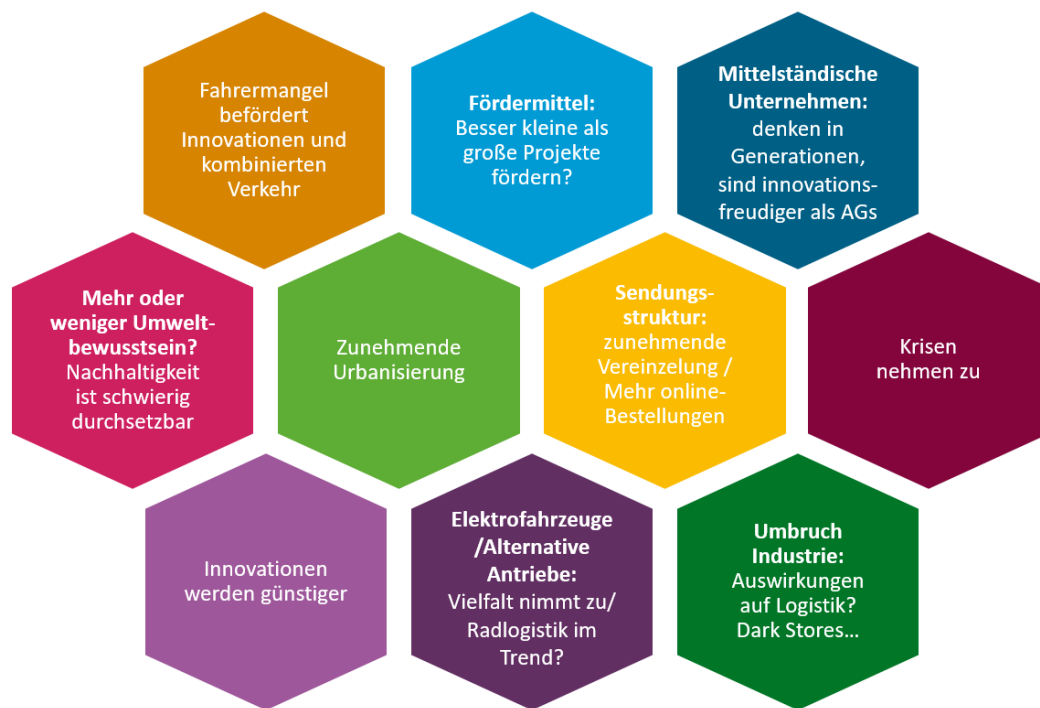 Fahrermangel
befördert
Innovationen und
kombinierten
Verkehr
Fördermittel:
Besser kleine als
große Projekte
fördern?
Mittelständische
Unternehmen:
denken in
Generationen,
sind innovations-
freudiger als AGs
Mehr oder
weniger Umwelt-
bewusstsein?
Nachhaltigkeit
ist schwierig
durchsetzbar
Zunehmende
Urbanisierung
Sendungs-
struktur:
zunehmende
Vereinzelung /
Mehr online-
Bestellungen
Krisen
nehmen zu
Innovationen
werden günstiger
Elektrofahrzeuge
/Alternative
Antriebe:
Vielfalt nimmt zu/
Radlogistik im
Trend?
Umbruch
Industrie:
Auswirkungen
auf Logistik?
Dark Stores…